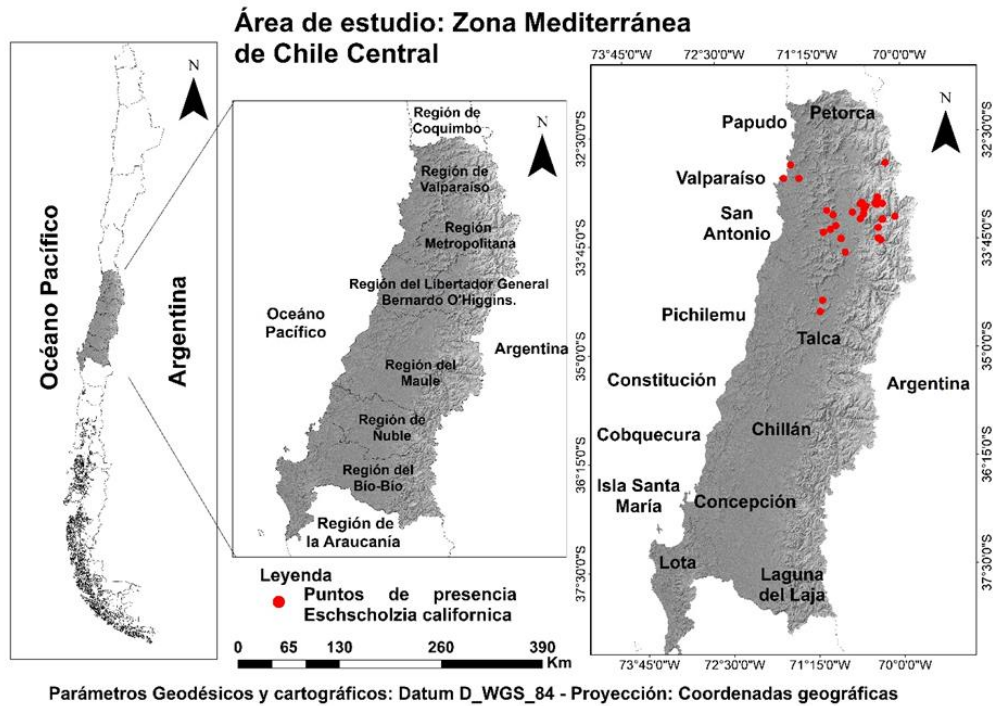 Área de estudio: Zona Mediterránea
de Chile Central
N
Océano Pacífico
Argentina
N
Región de
Coquimbo
Región de
Valparaíso
Región
Metropolitana
Región del Libertador General
Bernardo O'Higgins.
Oceáno
Pacífico
Argentina
Región del
Maule
Región de
Ñuble
Región del
Bío-Bío
Región de
la Araucanía
32°30'0"S
33°45'0"S
35°0'0"S
36°15'0"S
37°30'0"S
Leyenda
Puntos de presencia
Eschscholzia californica
0 65 130 260 390
Km
73°45'0"W 72°30'0"W 71°15'0"W 70°0'0"W
N
Papudo
Petorca
Valparaíso
San
Antonio
Pichilemu
Talca
Constitución
Argentina
Cobquecura
Chillán
Isla Santa
María
Concepción
Lota
Laguna
del Laja
32°30'0"S
33°45'0"S
35°0'0"S
36°15'0"S
37°30'0"S
73°45'0"W 72°30'0"W 71°15'0"W 70°0'0"W
Parámetros Geodésicos y cartográficos: Datum D_WGS_84 - Proyección: Coordenadas geográficas